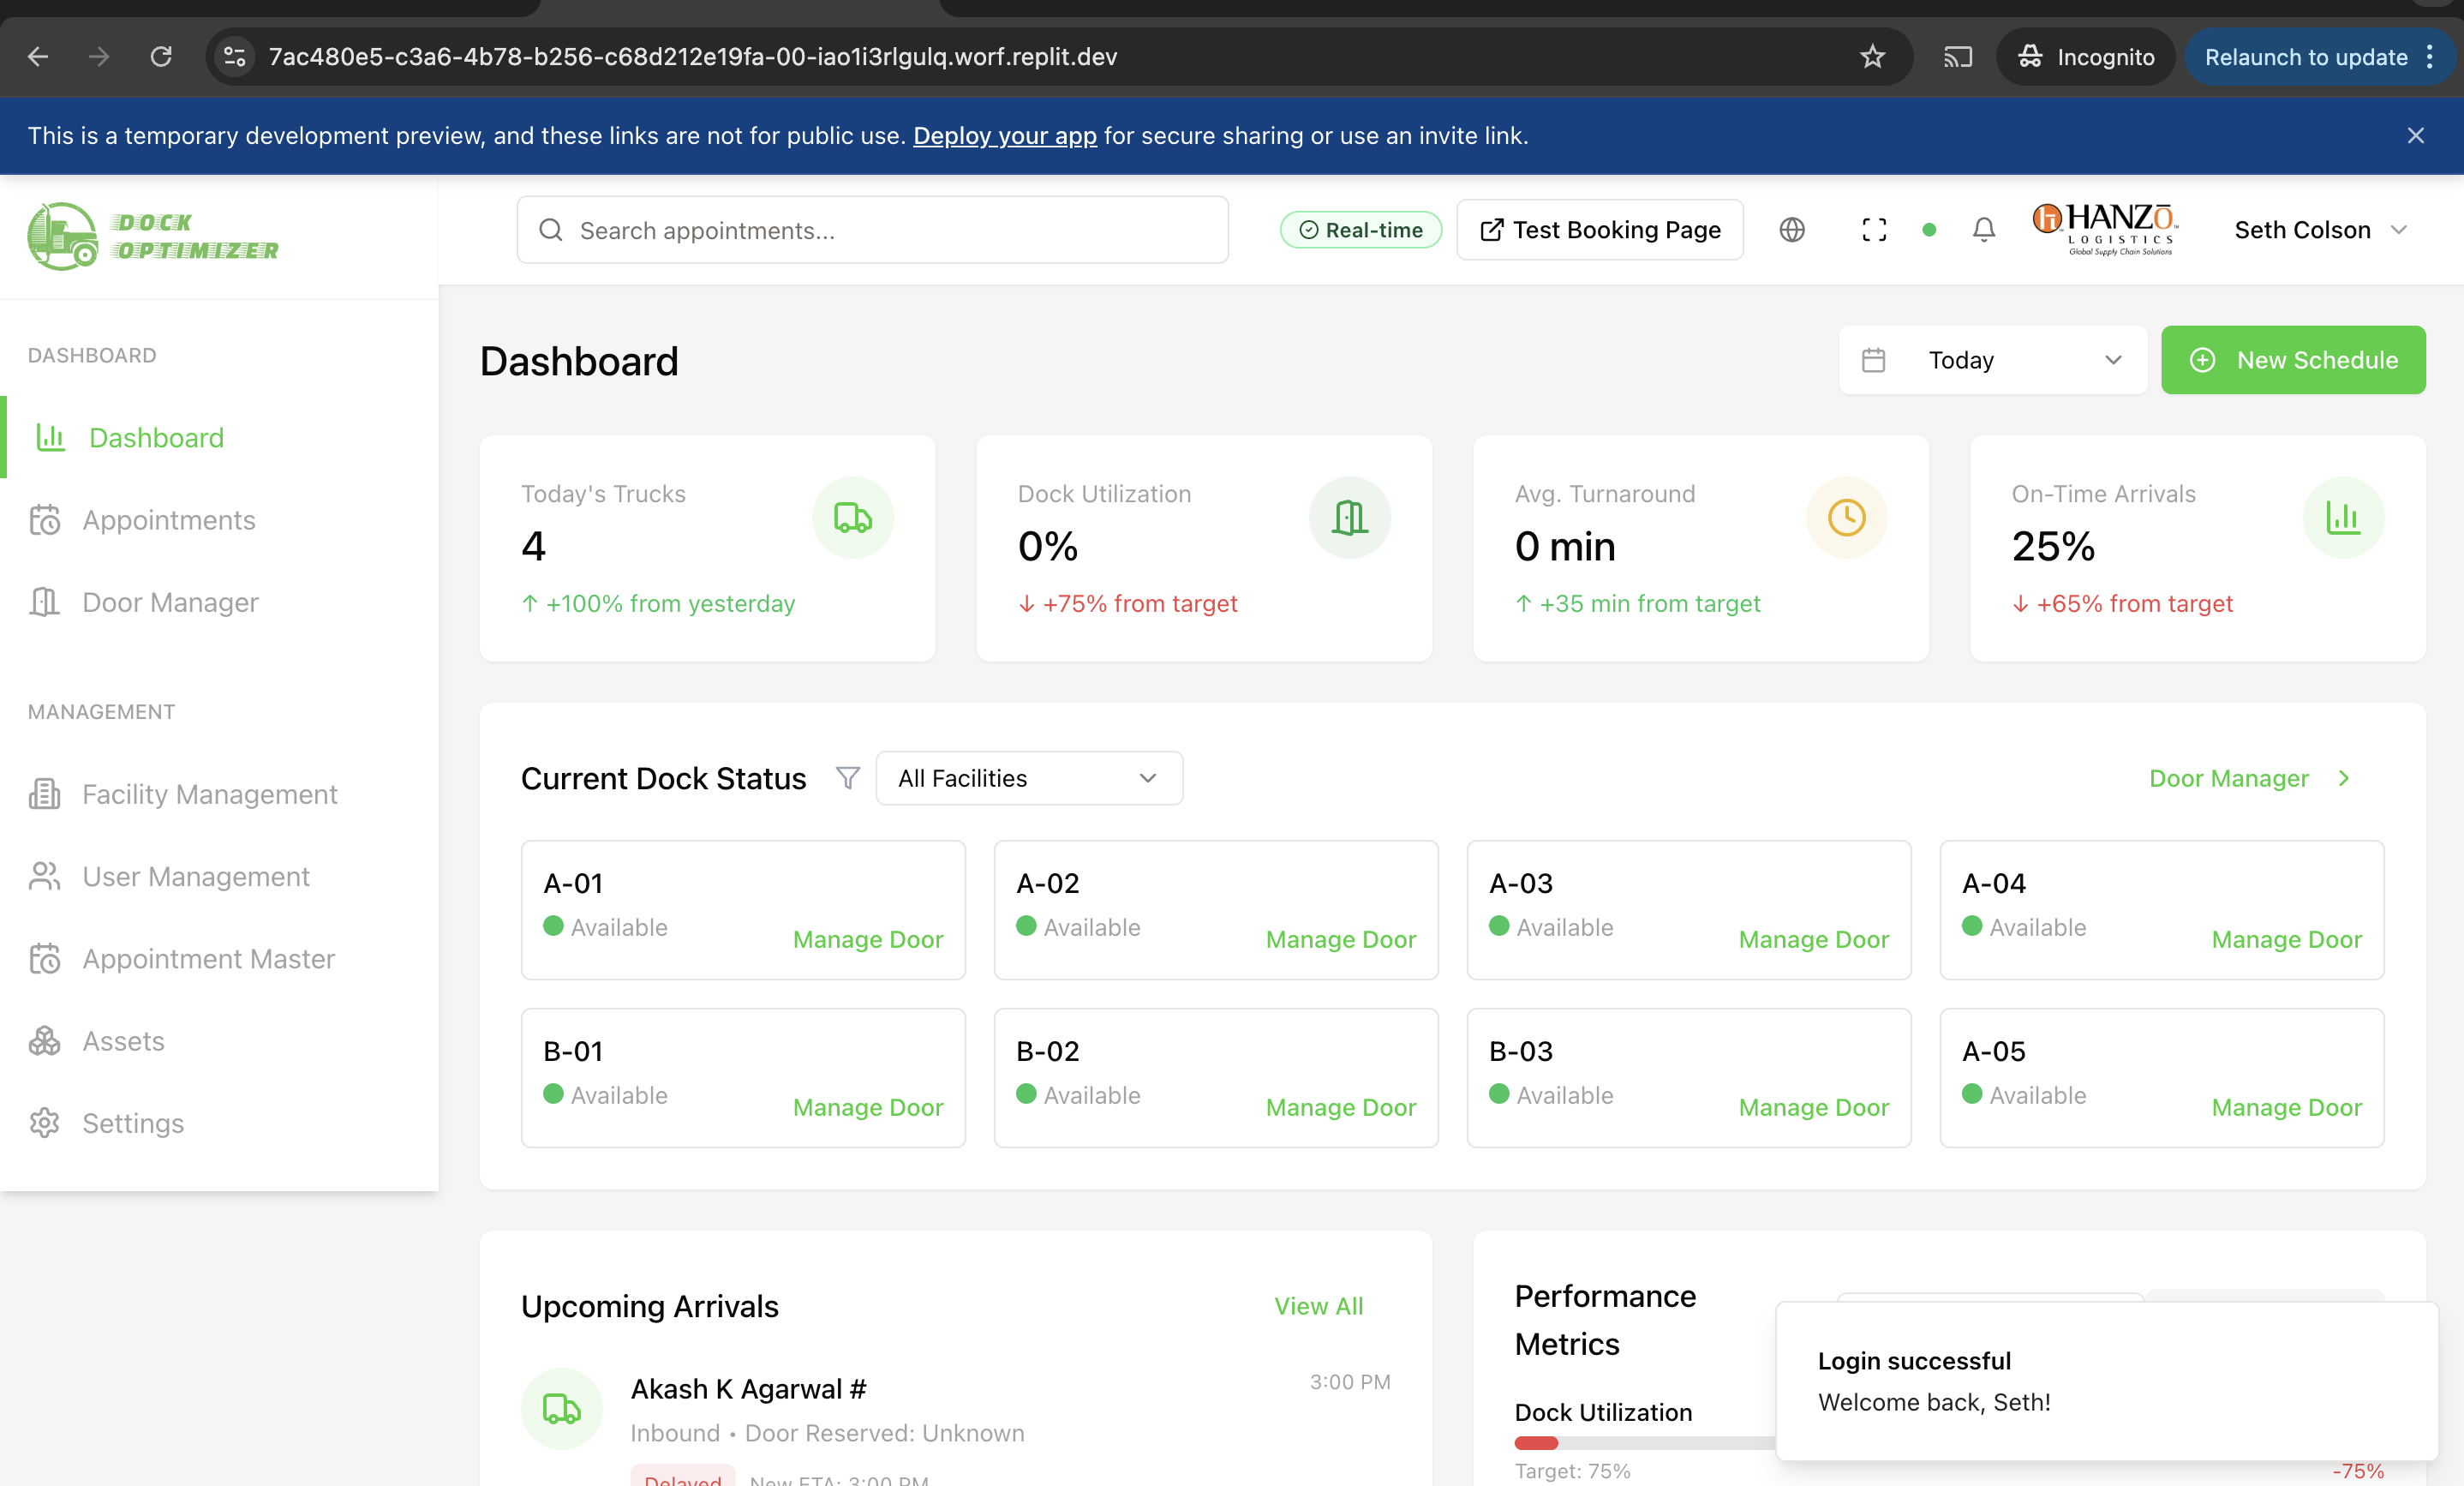 7ac480e5-c3a6-4b78-b256-c68d212e19fa-00-iao1i3rlgulq.worf.replit.dev
Incognito
Relaunch to update
This is a temporary development preview, and these links are not for public use. Deploy your app for secure sharing or use an invite link.
DOCK
OPTIMIZER
Search appointments...
Real-time
Test Booking Page
HANZŌ™
LOGISTICS
Global Supply Chain Solutions
Seth Colson
DASHBOARD
Dashboard
Appointments
Door Manager
MANAGEMENT
Facility Management
User Management
Appointment Master
Assets
Settings
Dashboard
Today
New Schedule
Today's Trucks
4
↑ +100% from yesterday
Dock Utilization
0%
↓ +75% from target
Avg. Turnaround
0 min
↑ +35 min from target
On-Time Arrivals
25%
↓ +65% from target
Current Dock Status
All Facilities
Door Manager
A-01
Available
Manage Door
A-02
Available
Manage Door
A-03
Available
Manage Door
A-04
Available
Manage Door
B-01
Available
Manage Door
B-02
Available
Manage Door
B-03
Available
Manage Door
A-05
Available
Manage Door
Upcoming Arrivals
View All
Akash K Agarwal #
3:00 PM
Inbound • Door Reserved: Unknown
Delayed
New ETA: 3:00 PM
Performance
Metrics
Dock Utilization
Target: 75%
-75%
Login successful
Welcome back, Seth!